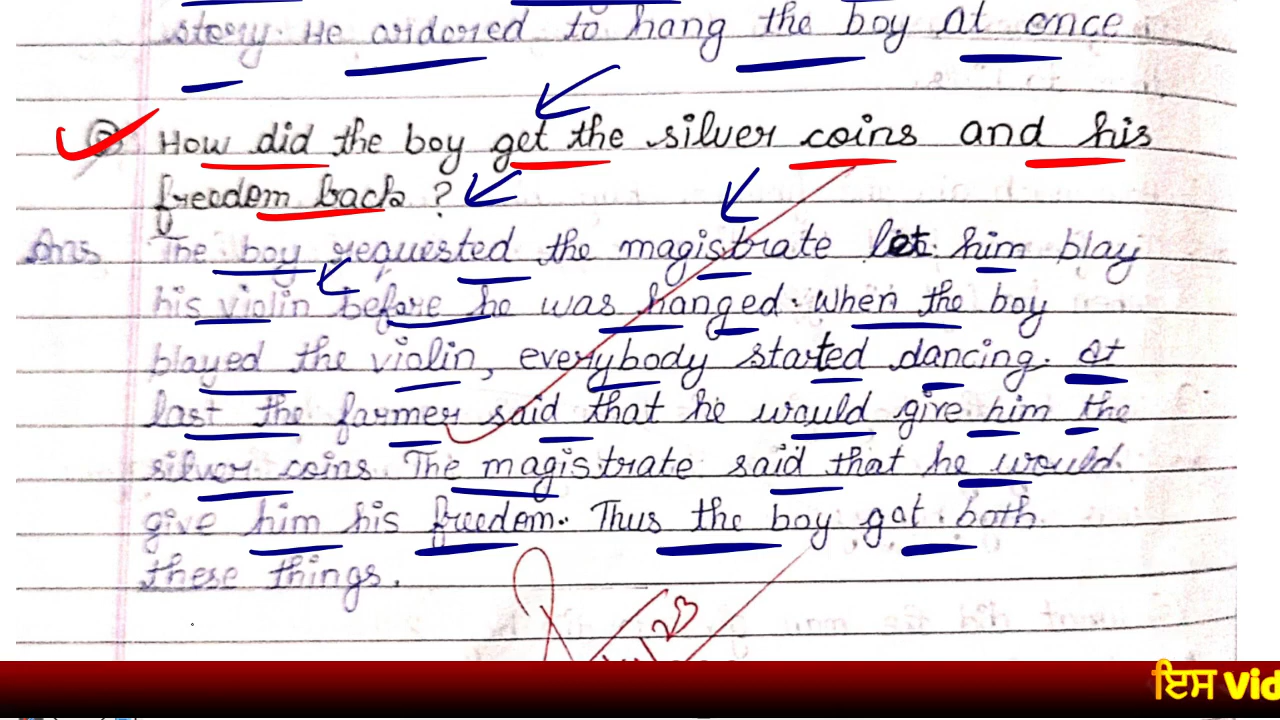 story. He ordered to hang the boy at once
How did the boy get the silver coins and his
freedom back ?
Ans The boy requested the magistrate let him blay
his violin before he was hanged. When the boy
blayed the violin, everybody started dancing. at
last the farmer said that he would give him the
silver coins. The magistrate said that he would
give him his freedom. Thus the boy got both
these things.
ਇਸ Vid